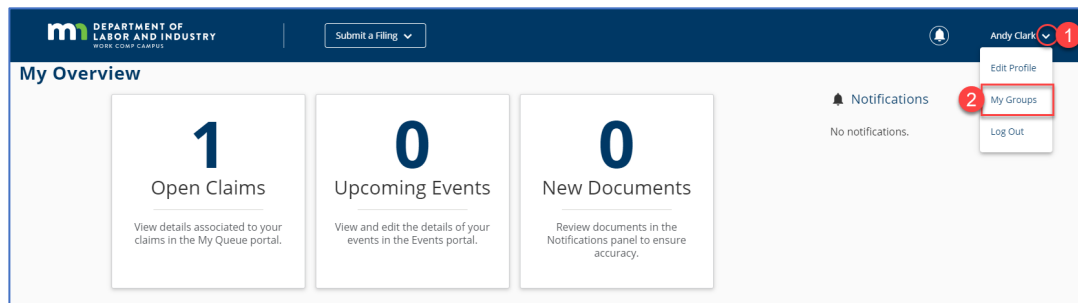 DEPARTMENT OF
LABOR AND INDUSTRY
WORK COMP CAMPUS
Submit a Filing
Andy Clark
1
My Overview
Edit Profile
2
My Groups
Log Out
Notifications
No notifications.
1
Open Claims
View details associated to your
claims in the My Queue portal.
0
Upcoming Events
View and edit the details of your
events in the Events portal.
0
New Documents
Review documents in the
Notifications panel to ensure
accuracy.